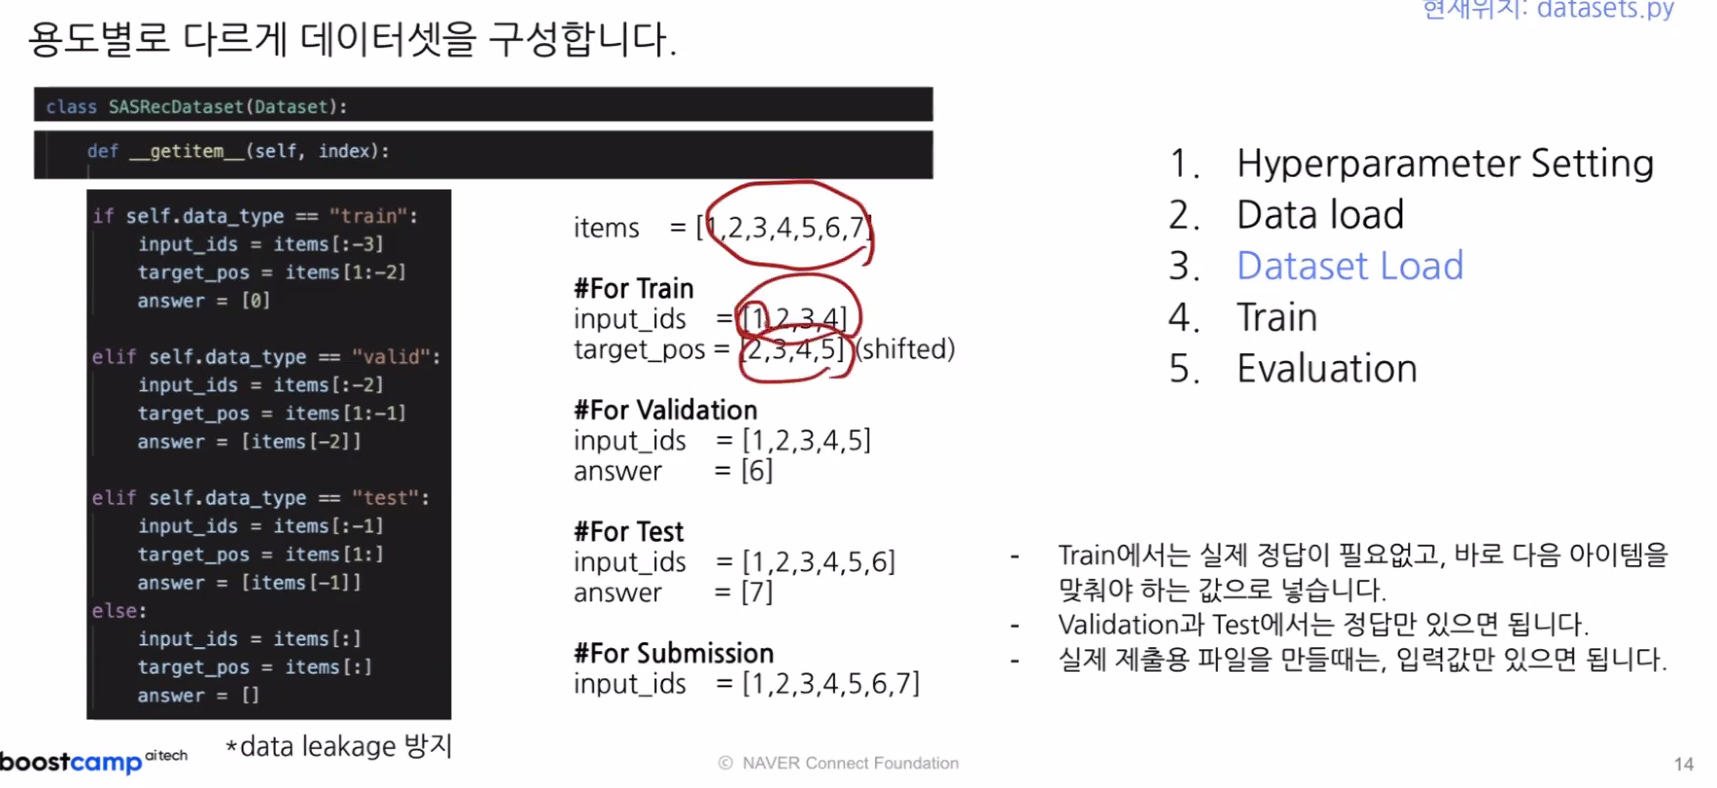 현재위치: datasets.py
용도별로 다르게 데이터셋을 구성합니다.
class SASRecDataset(Dataset):
def __getitem__(self, index):
if self.data_type == "train":
input_ids = items[:-3]
target_pos = items[1:-2]
answer = [0]
elif self.data_type == "valid":
input_ids = items[:-2]
target_pos = items[1:-1]
answer = [items[-2]]
elif self.data_type == "test":
input_ids = items[:-1]
target_pos = items[1:]
answer = [items[-1]]
else:
input_ids = items[:]
target_pos = items[:]
answer = []
*data leakage 방지
items = [1,2,3,4,5,6,7]
#For Train
input_ids = [1,2,3,4]
target_pos = [2,3,4,5] (shifted)
#For Validation
input_ids = [1,2,3,4,5]
answer = [6]
#For Test
input_ids = [1,2,3,4,5,6]
answer = [7]
#For Submission
input_ids = [1,2,3,4,5,6,7]
1. Hyperparameter Setting
2. Data load
3. Dataset Load
4. Train
5. Evaluation
- Train에서는 실제 정답이 필요없고, 바로 다음 아이템을
맞춰야 하는 값으로 넣습니다.
- Validation과 Test에서는 정답만 있으면 됩니다.
- 실제 제출용 파일을 만들때는, 입력값만 있으면 됩니다.
boostcamp ai tech
© NAVER Connect Foundation
14